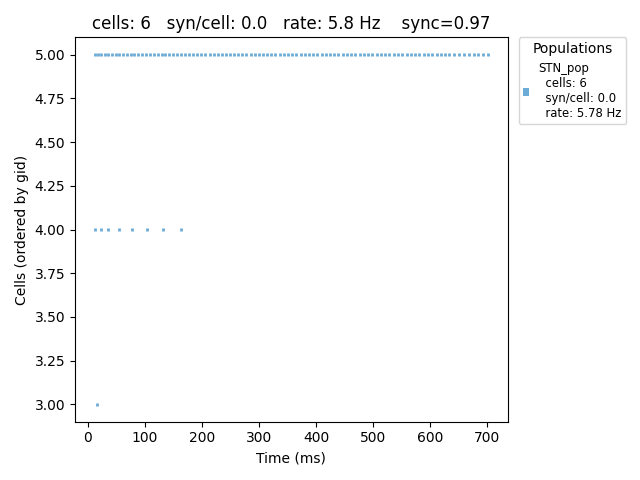 cells: 6   syn/cell: 0.0   rate: 5.8 Hz    sync=0.97
Populations
STN_pop
cells: 6
syn/cell: 0.0
rate: 5.78 Hz
5.00
4.75
4.50
4.25
4.00
3.75
3.50
3.25
3.00
Cells (ordered by gid)
0 100 200 300 400 500 600 700
Time (ms)